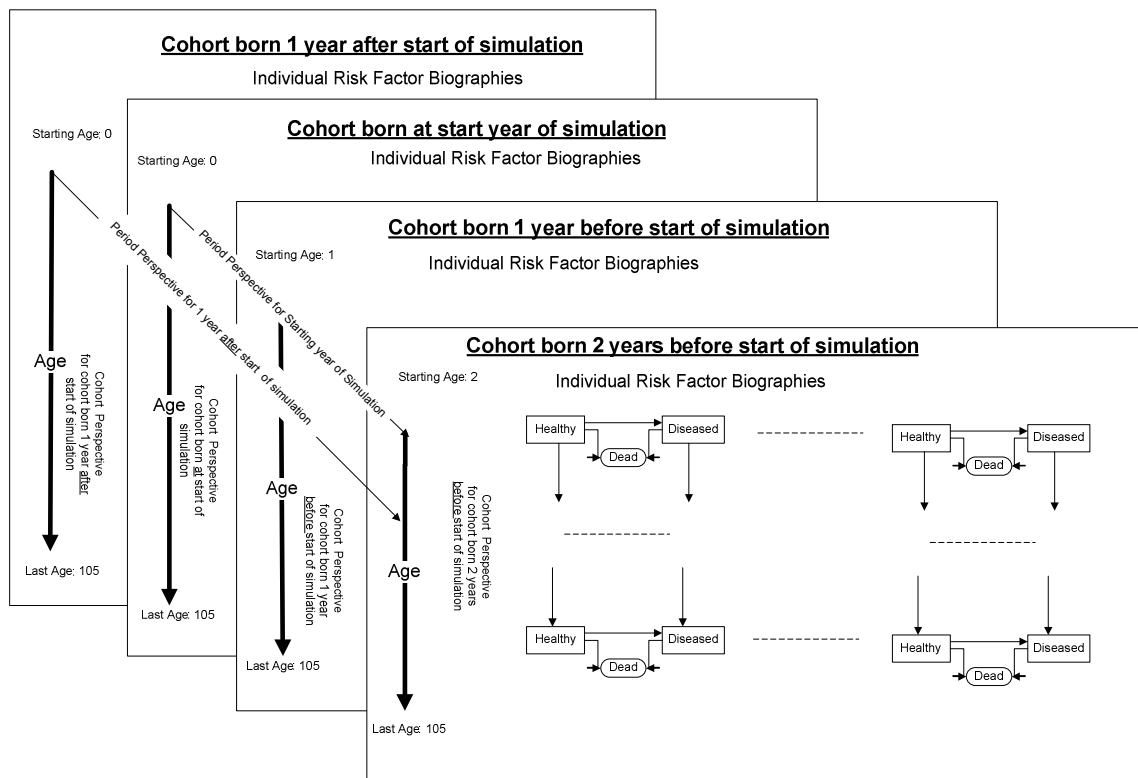 Cohort born 1 year after start of simulation
Individual Risk Factor Biographies
Starting Age: 0
Age
Cohort Perspective
for cohort born 1 year after
start of simulation
Last Age: 105
Period Perspective for 1 year after start of simulation
Cohort born at start year of simulation
Individual Risk Factor Biographies
Starting Age: 0
Age
Cohort Perspective
for cohort born at start of
simulation
Last Age: 105
Period Perspective for Starting year of Simulation
Cohort born 1 year before start of simulation
Individual Risk Factor Biographies
Starting Age: 1
Age
Cohort Perspective
for cohort born 1 year
before start of simulation
Last Age: 105
Cohort born 2 years before start of simulation
Individual Risk Factor Biographies
Starting Age: 2
Age
Cohort Perspective
for cohort born 2 years
before start of simulation
Last Age: 105
Healthy
Diseased
Dead
Healthy
Diseased
Dead
Healthy
Diseased
Dead
Healthy
Diseased
Dead